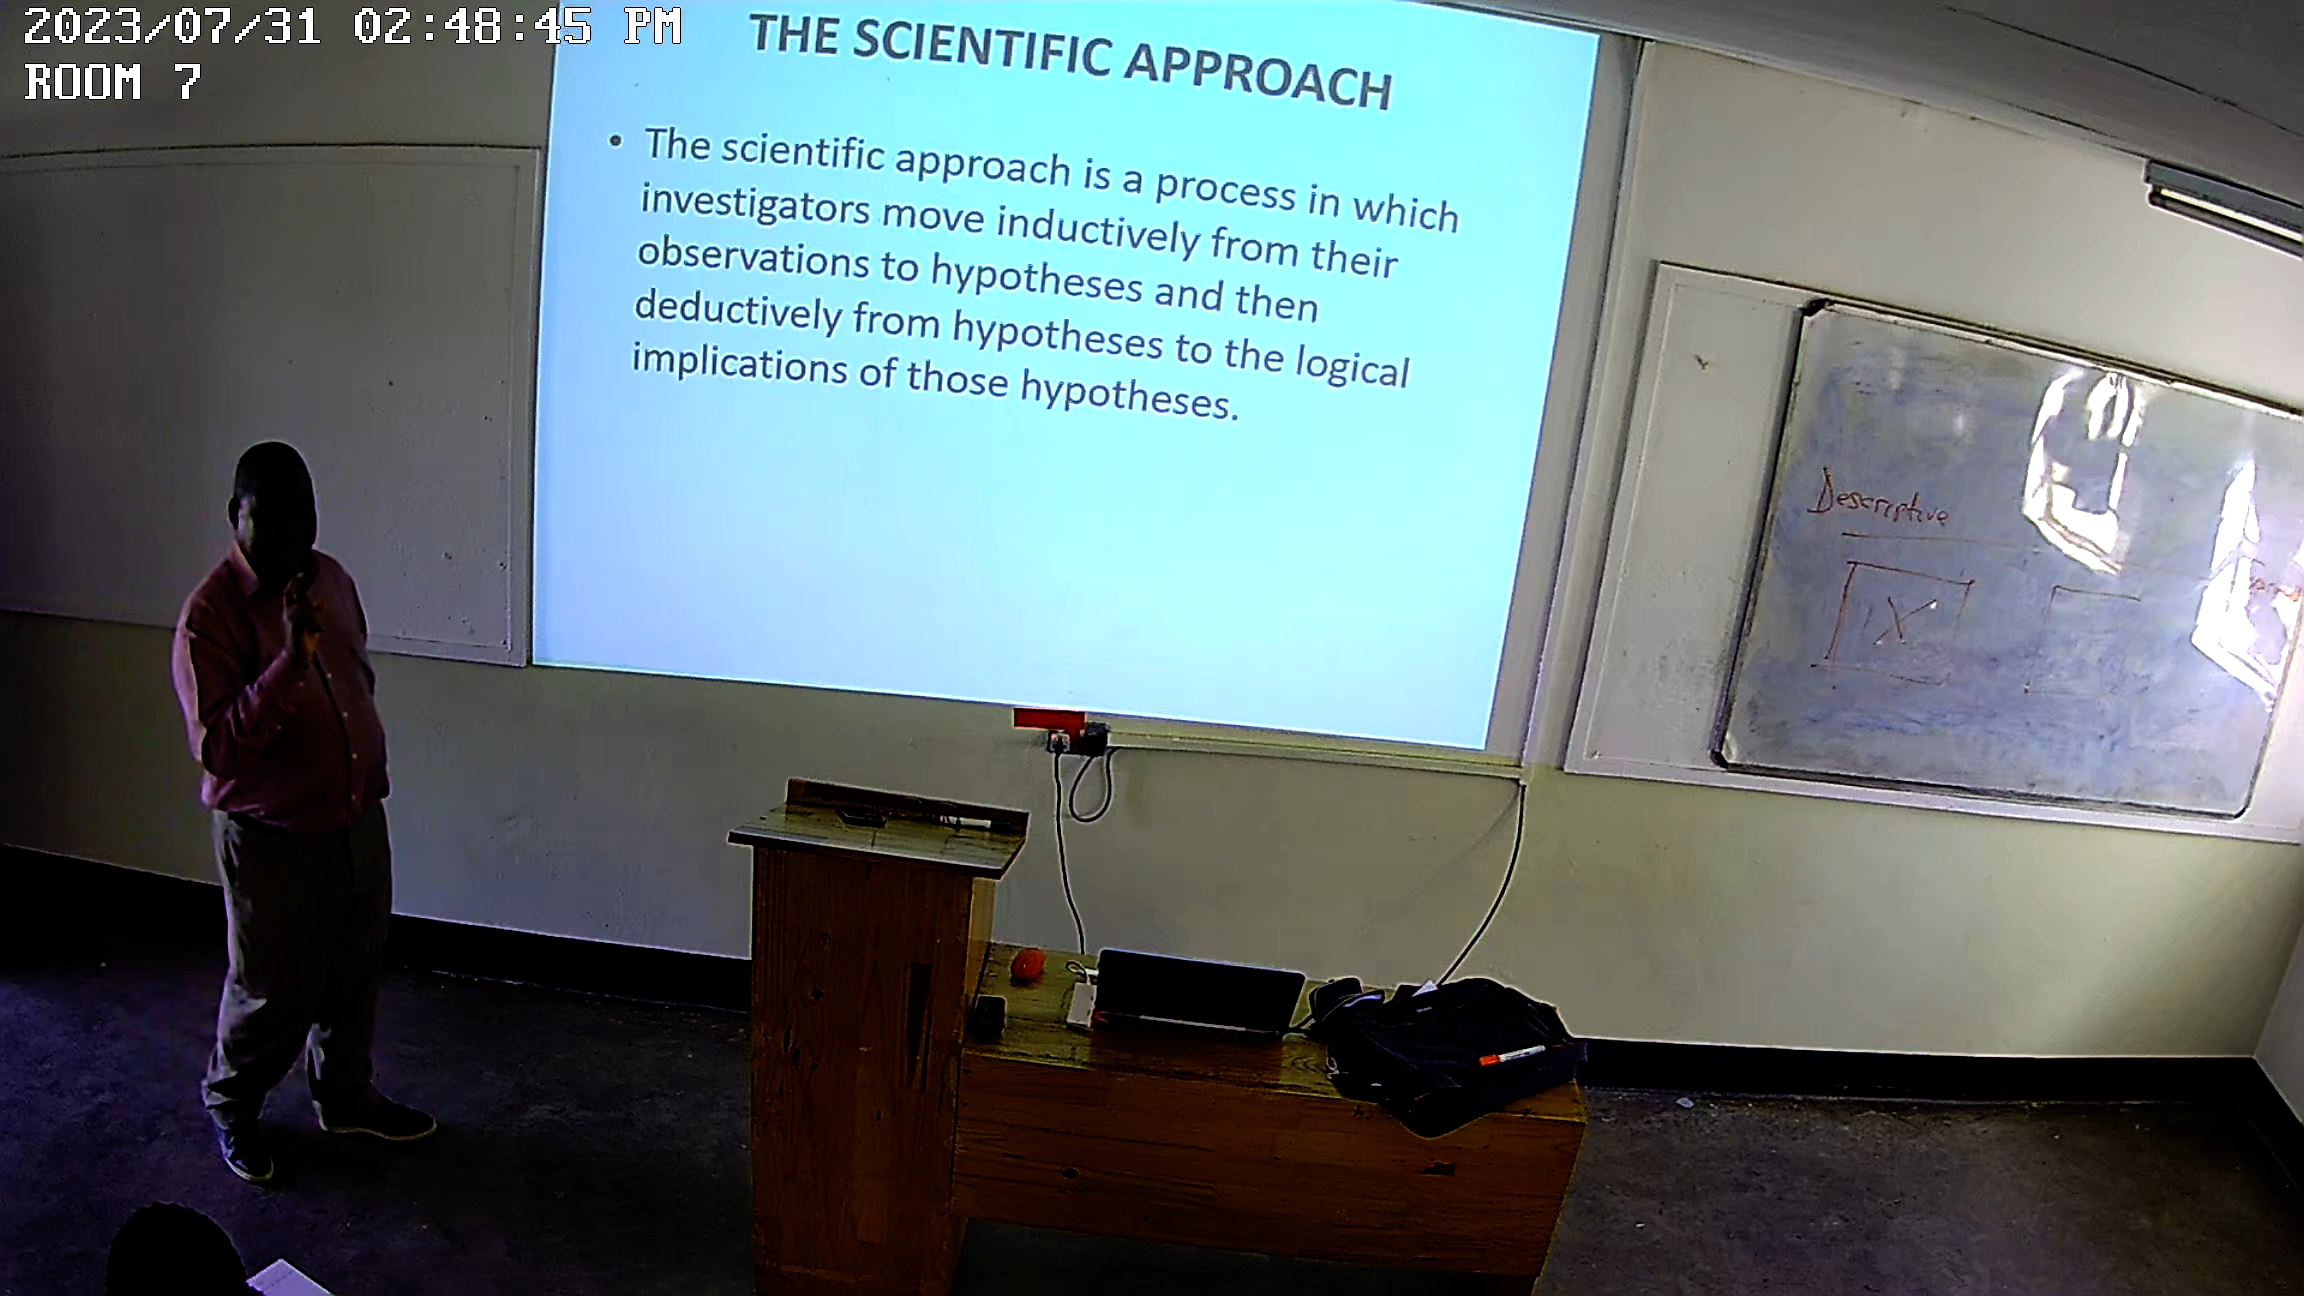 2023/07/31 02:48:45 PM
ROOM 7
THE SCIENTIFIC APPROACH
• The scientific approach is a process in which
investigators move inductively from their
observations to hypotheses and then
deductively from hypotheses to the logical
implications of those hypotheses.
Descriptive
X